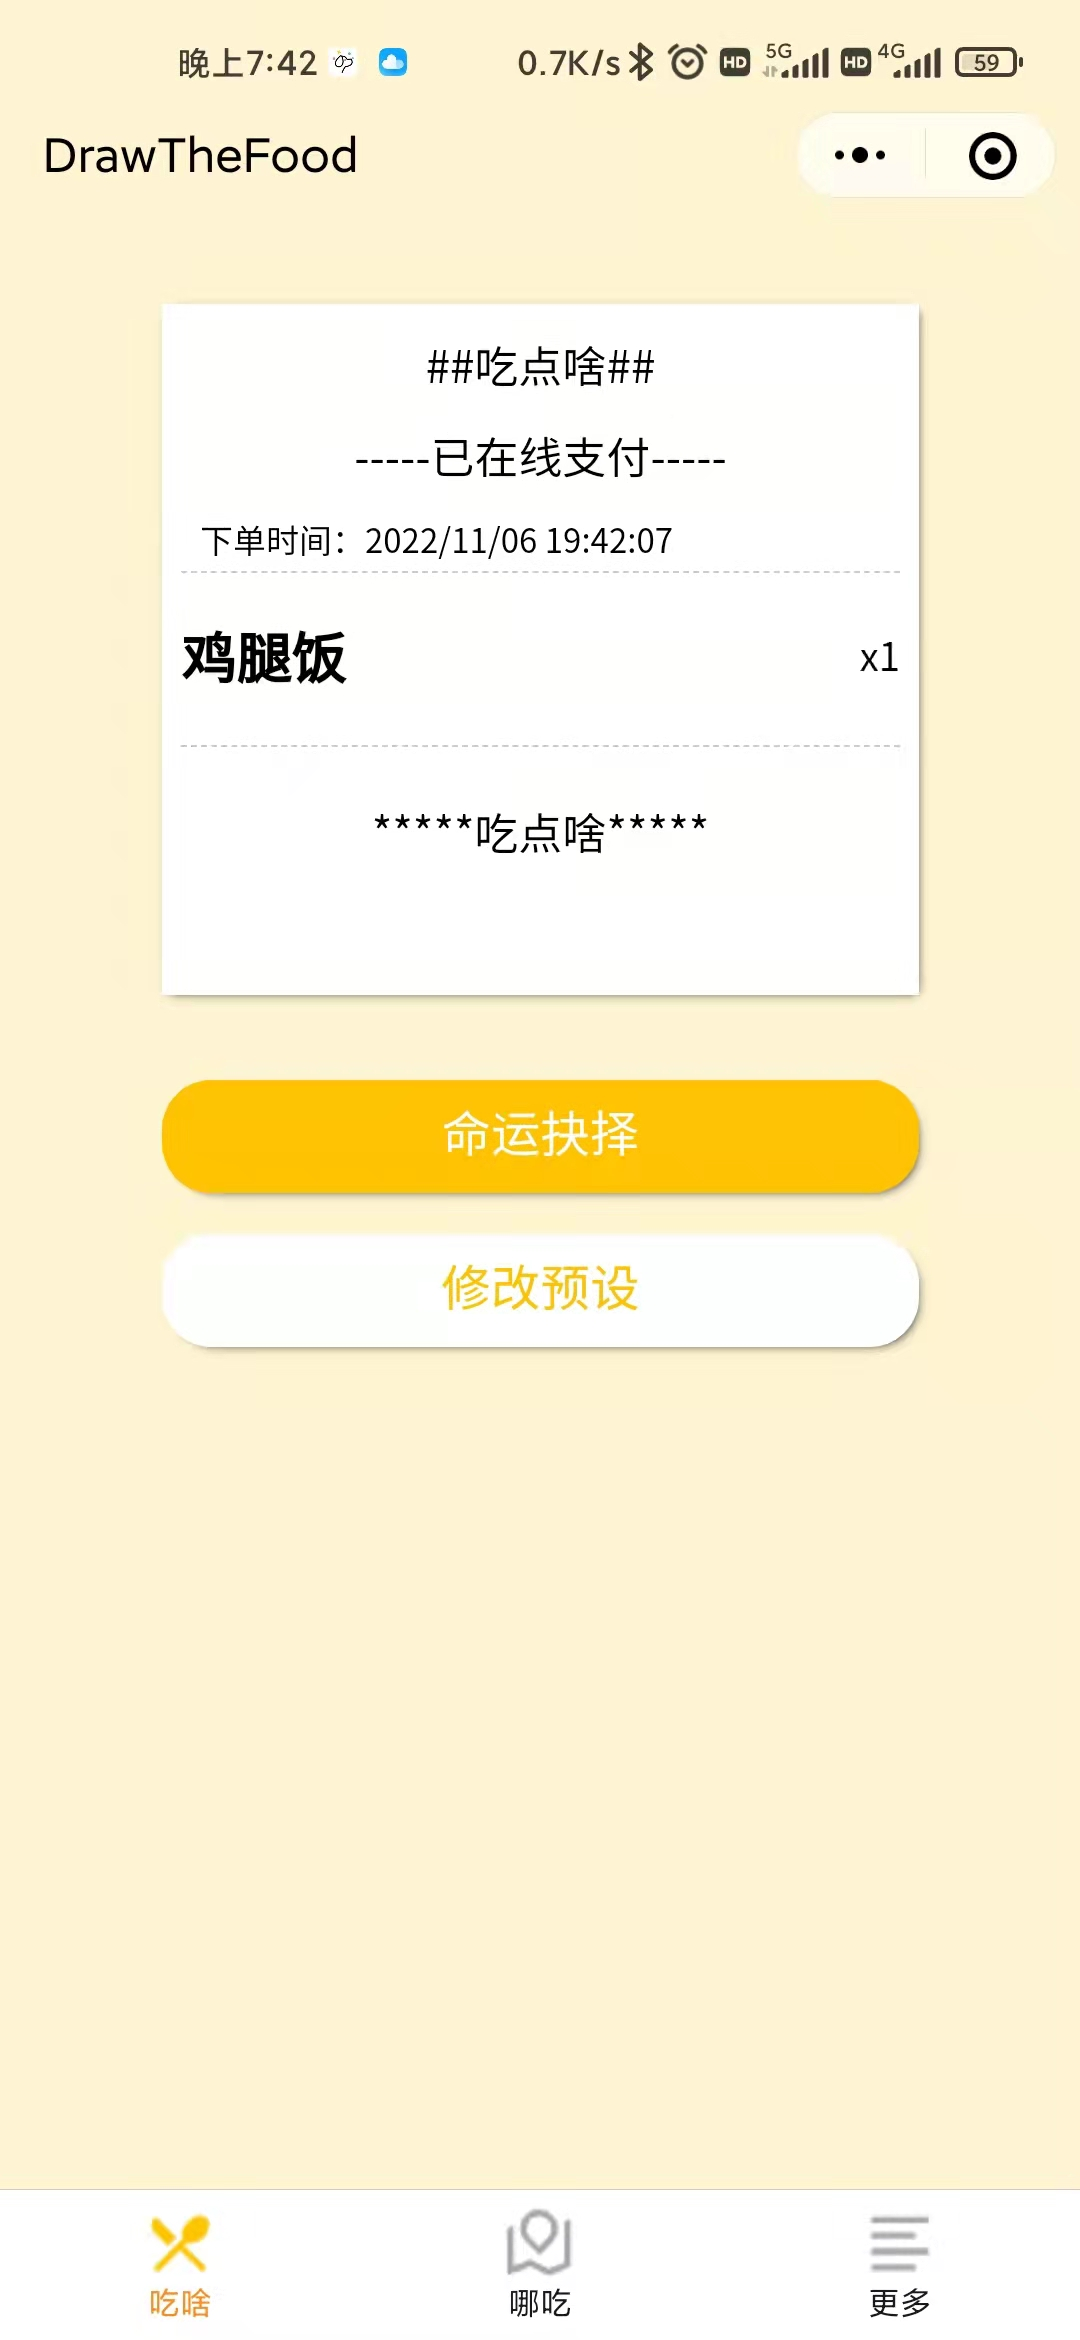 晚上7:42 0.7K/s HD 5G HD 4G 59
DrawTheFood
##吃点啥##
-----已在线支付-----
下单时间：2022/11/06 19:42:07
鸡腿饭 x1
*****吃点啥*****
命运抉择
修改预设
吃啥 哪吃 更多